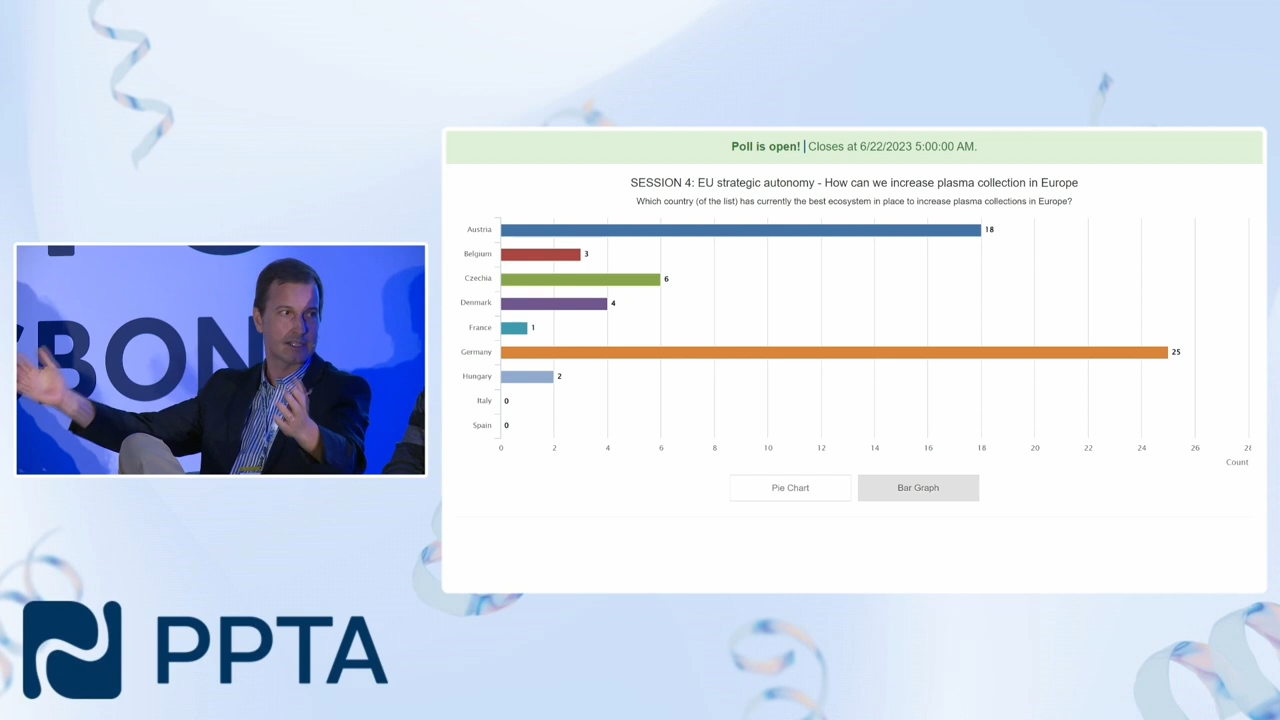 Poll is open! | Closes at 6/22/2023 5:00:00 AM.
SESSION 4: EU strategic autonomy - How can we increase plasma collection in Europe
Which country (of the list) has currently the best ecosystem in place to increase plasma collections in Europe?
Austria 18
Belgium 3
Czechia 6
Denmark 4
France 1
Germany 25
Hungary 2
Italy 0
Spain 0
0 2 4 6 8 10 12 14 16 18 20 22 24 26
Count
Pie Chart Bar Graph
BON
PPTA